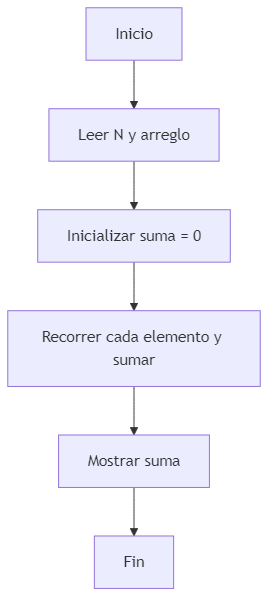 Inicio
Leer N y arreglo
Inicializar suma = 0
Recorrer cada elemento y
sumar
Mostrar suma
Fin